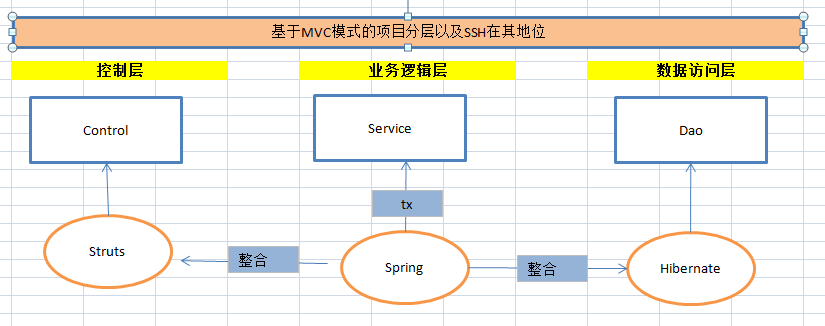 基于MVC模式的项目分层以及SSH在其地位
控制层 业务逻辑层 数据访问层
Control Service Dao
tx
Struts 整合 Spring 整合 Hibernate